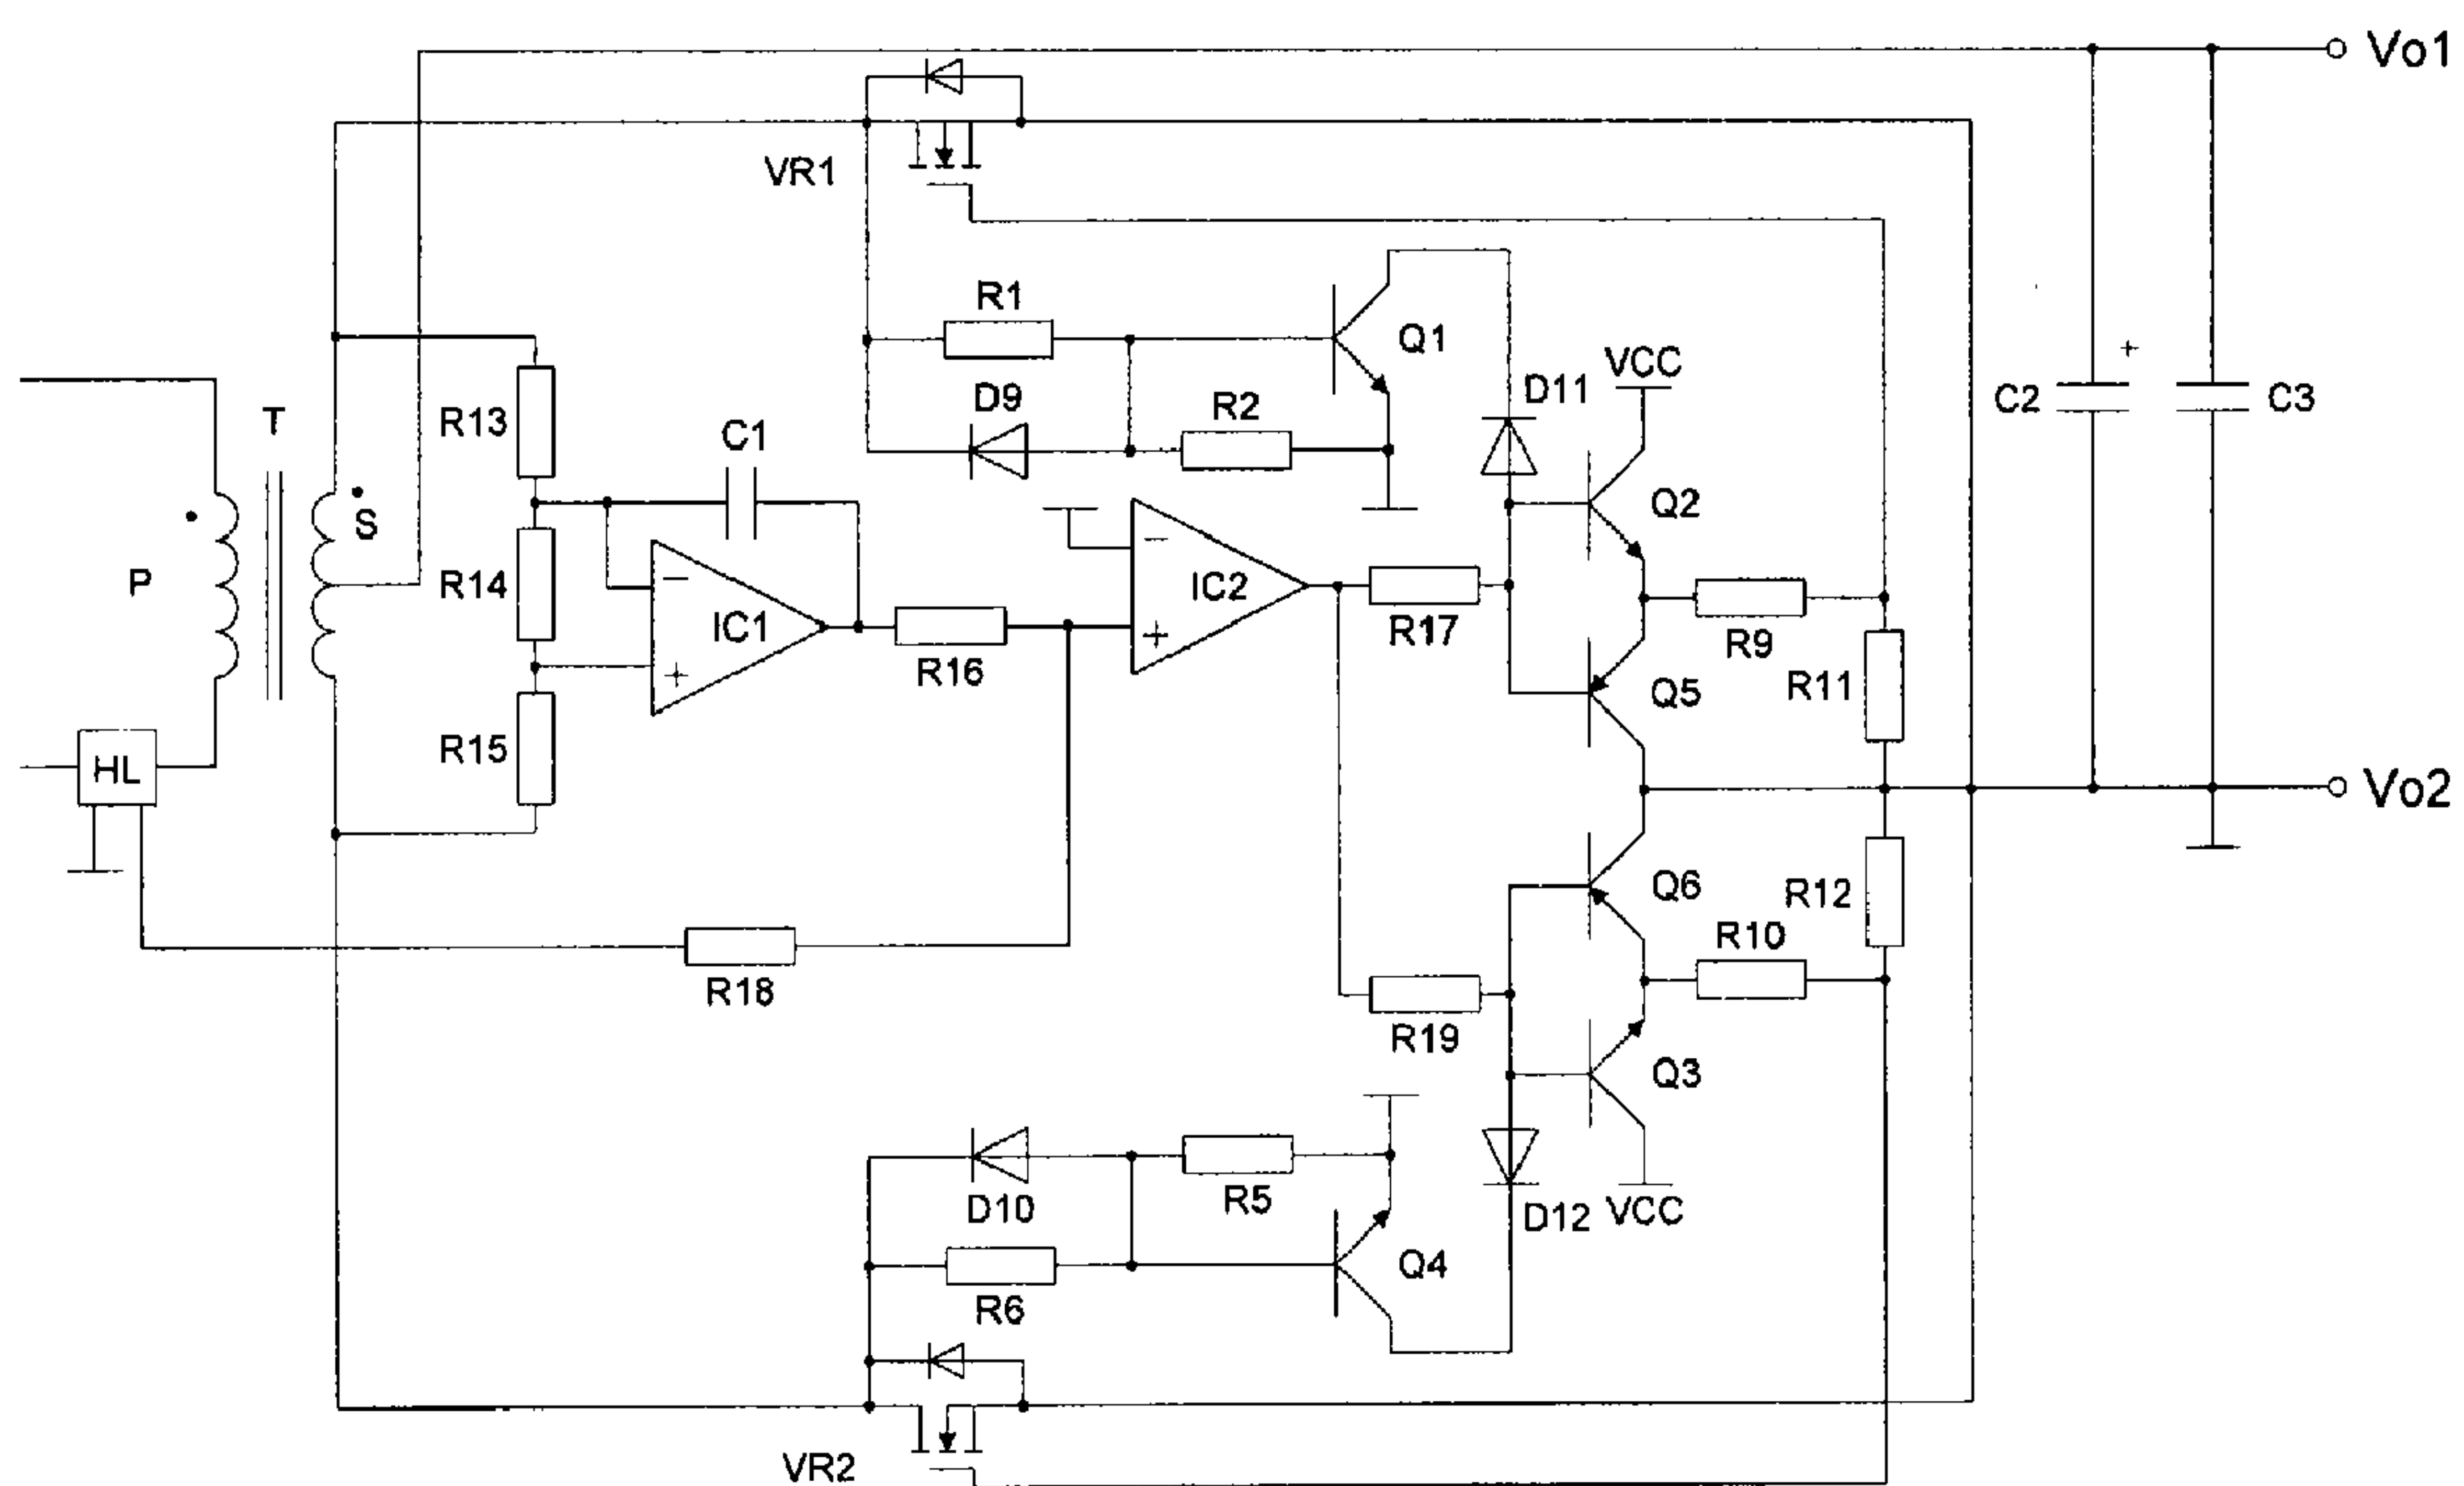 Vo1
VR1
R1
Q1
VCC
D11
T
R13
C1
D9
R2
C2
+
C3
S
Q2
P
R14
−
IC1
+
R16
−
IC2
+
R17
R9
Q5
R11
R15
HL
Vo2
Q6
R12
R10
R18
R19
Q3
D10
R5
D12
VCC
R6
Q4
VR2